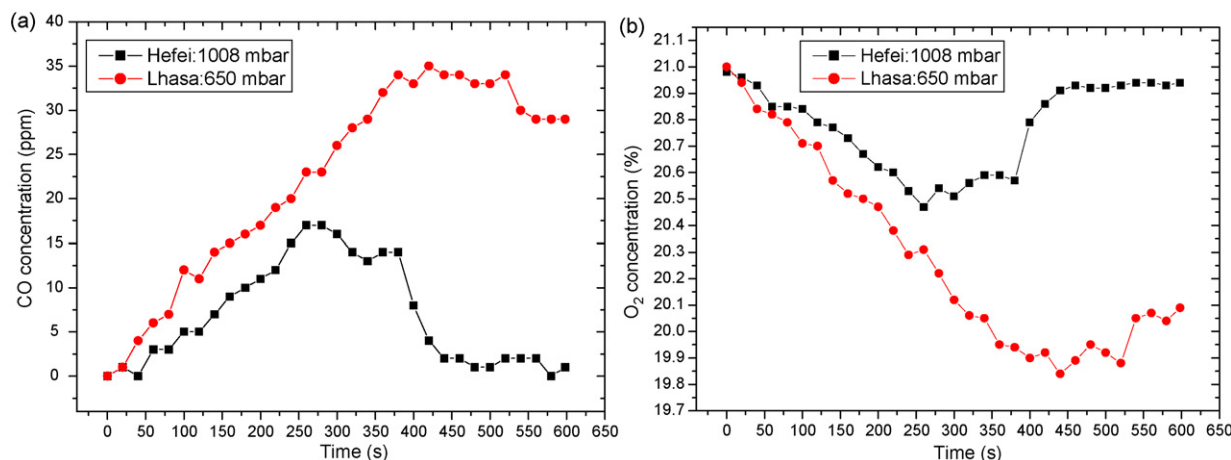 (a)
40
35
30
25
20
15
10
5
0
CO concentration (ppm)
Hefei:1008 mbar
Lhasa:650 mbar
0 50 100 150 200 250 300 350 400 450 500 550 600 650
Time (s)
(b)
21.1
21.0
20.9
20.8
20.7
20.6
20.5
20.4
20.3
20.2
20.1
20.0
19.9
19.8
19.7
O2 concentration (%)
Hefei:1008 mbar
Lhasa:650 mbar
0 50 100 150 200 250 300 350 400 450 500 550 600 650
Time (s)